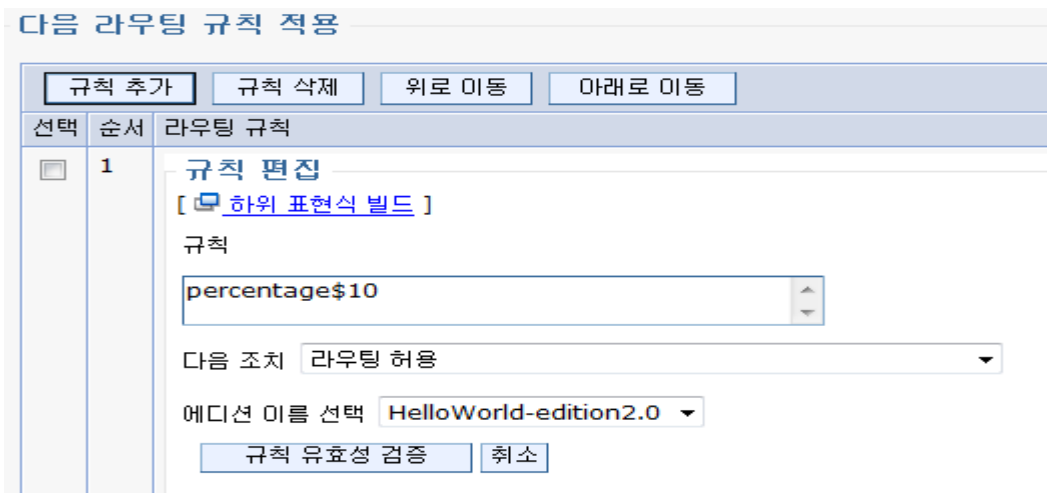 다음 라우팅 규칙 적용
규칙 추가 규칙 삭제 위로 이동 아래로 이동
선택 순서 라우팅 규칙
1 규칙 편집
[ 하위 표현식 빌드 ]
규칙
percentage$10
다음 조치 라우팅 허용
에디션 이름 선택 HelloWorld-edition2.0
규칙 유효성 검증 취소